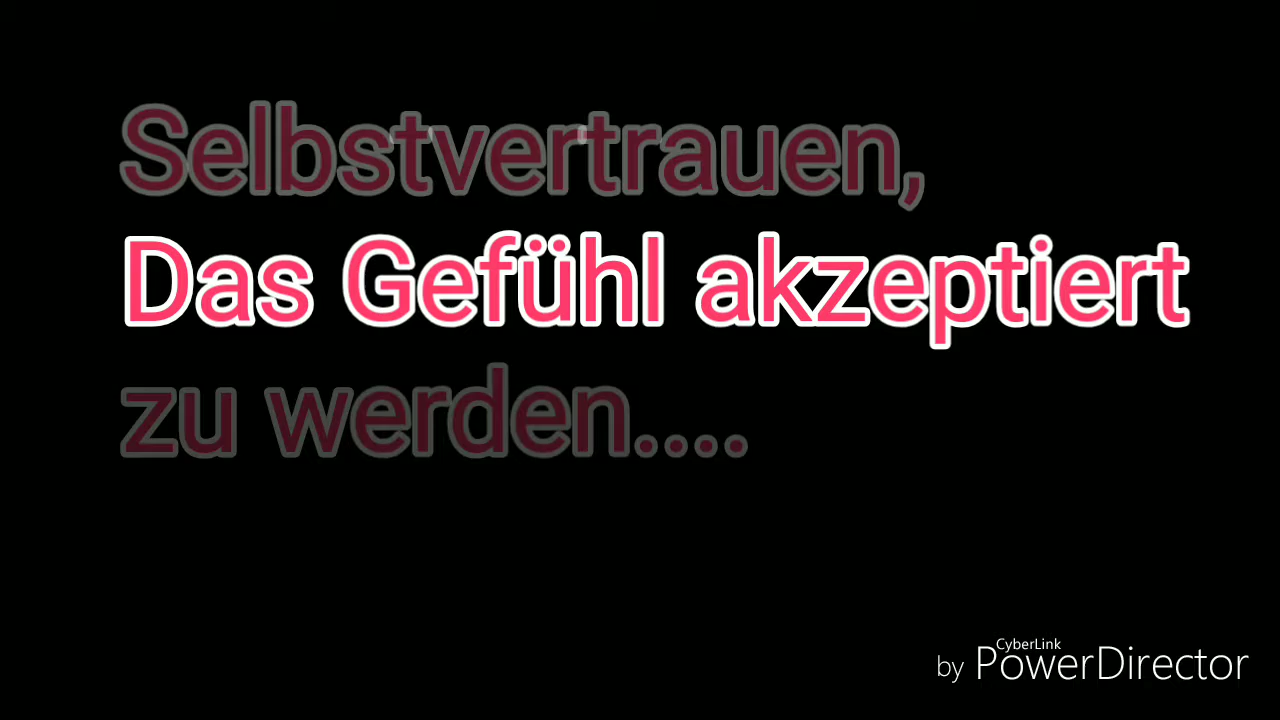 Selbstvertrauen,
Das Gefühl akzeptiert
zu werden....
CyberLink
by PowerDirector